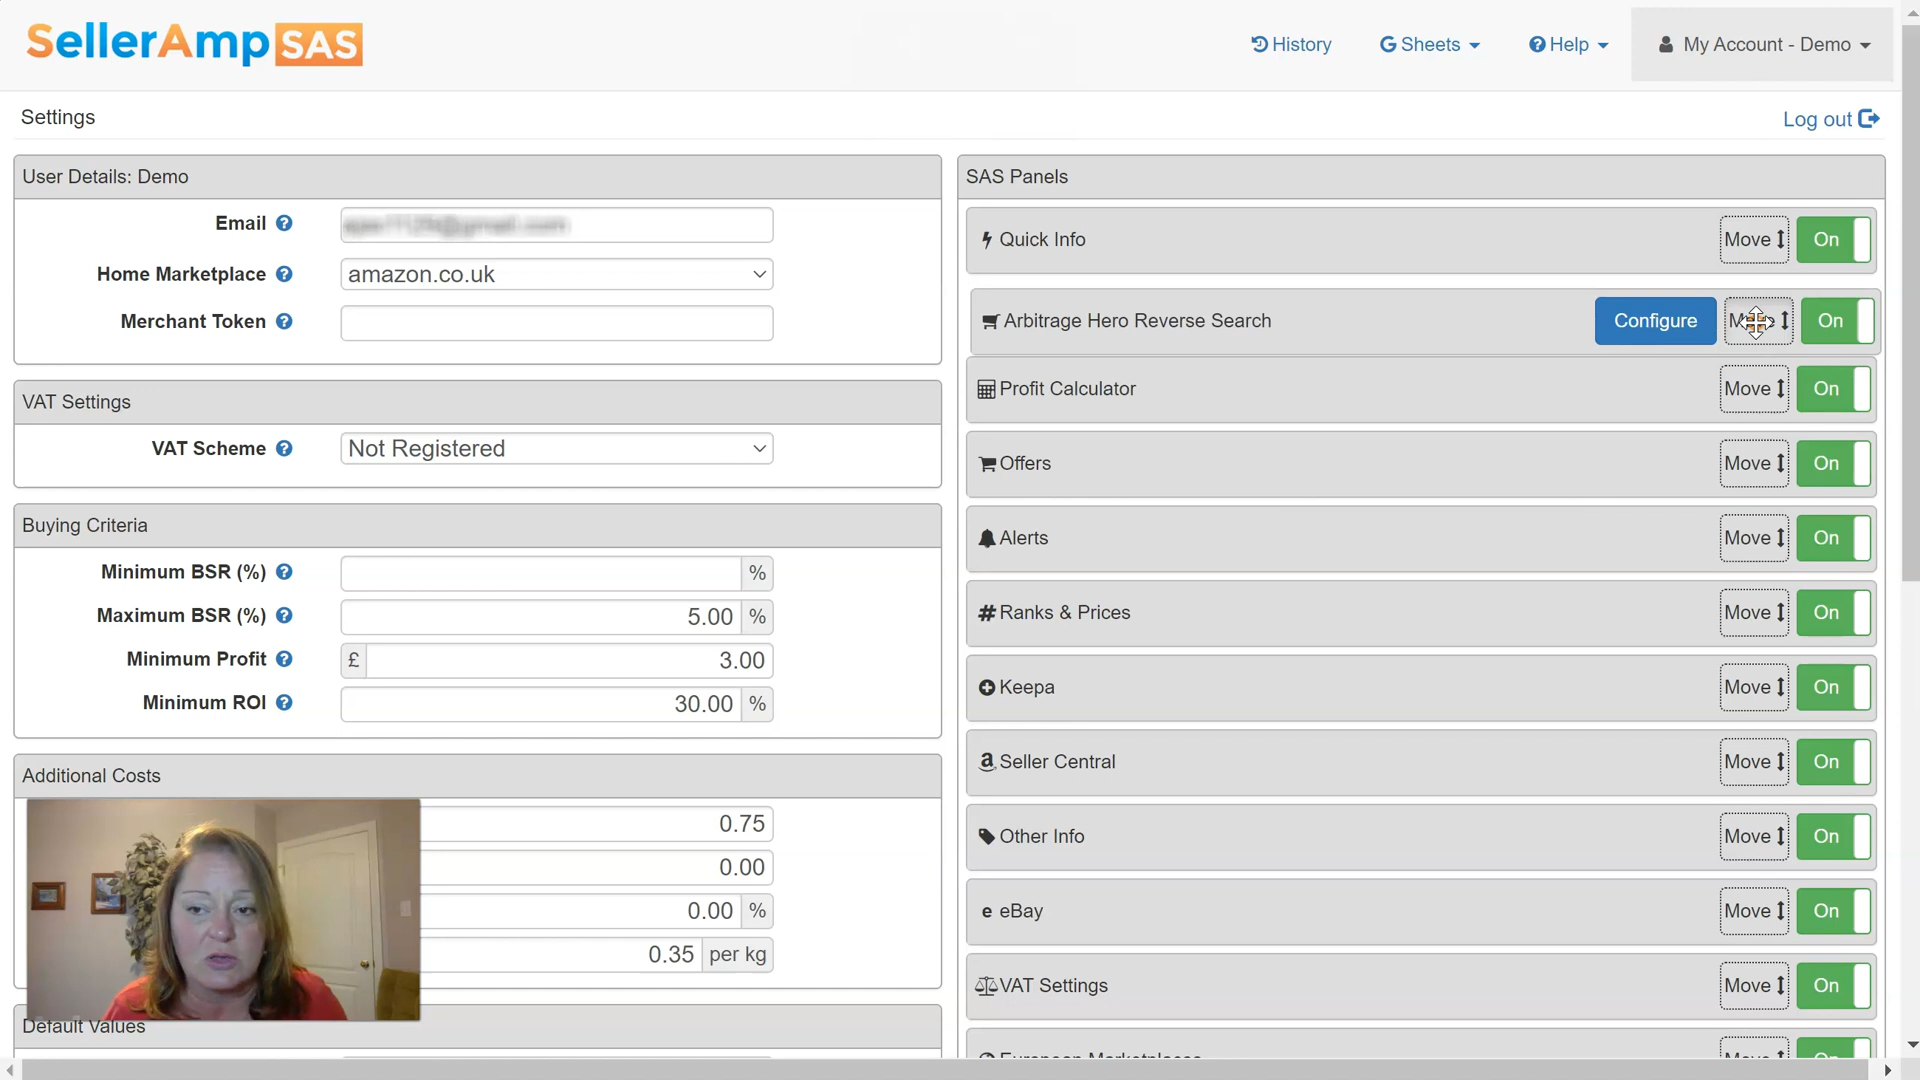 SellerAmp SAS
History
G Sheets
Help
My Account - Demo
Settings
Log out
User Details: Demo
Email
Home Marketplace
amazon.co.uk
Merchant Token
VAT Settings
VAT Scheme
Not Registered
Buying Criteria
Minimum BSR (%)
%
Maximum BSR (%)
5.00 %
Minimum Profit
£ 3.00
Minimum ROI
30.00 %
Additional Costs
0.75
0.00
0.00 %
0.35 per kg
Default Values
SAS Panels
Quick Info
Move On
Arbitrage Hero Reverse Search
Configure
On
Profit Calculator
Move On
Offers
Move On
Alerts
Move On
# Ranks & Prices
Move On
Keepa
Move On
a Seller Central
Move On
Other Info
Move On
e eBay
Move On
VAT Settings
Move On
European Marketplaces
Move On